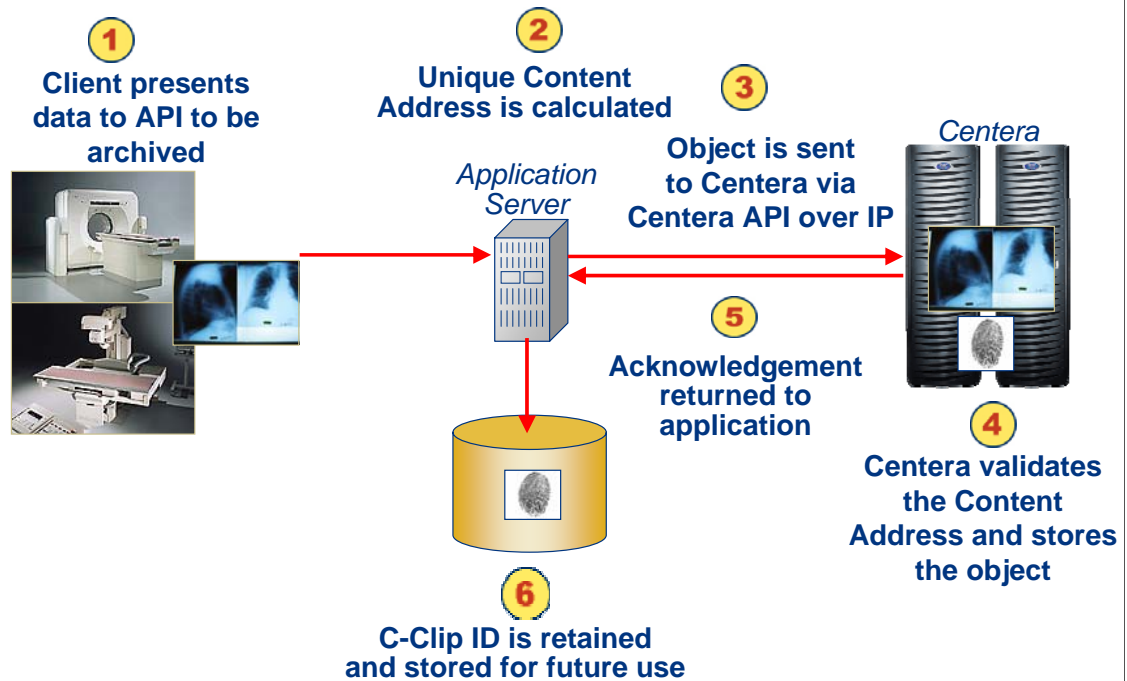 1
Client presents
data to API to be
archived
2
Unique Content
Address is calculated
3
Object is sent
to Centera via
Centera API over IP
Application
Server
Centera
4
Centera validates
the Content
Address and stores
the object
5
Acknowledgement
returned to
application
6
C-Clip ID is retained
and stored for future use